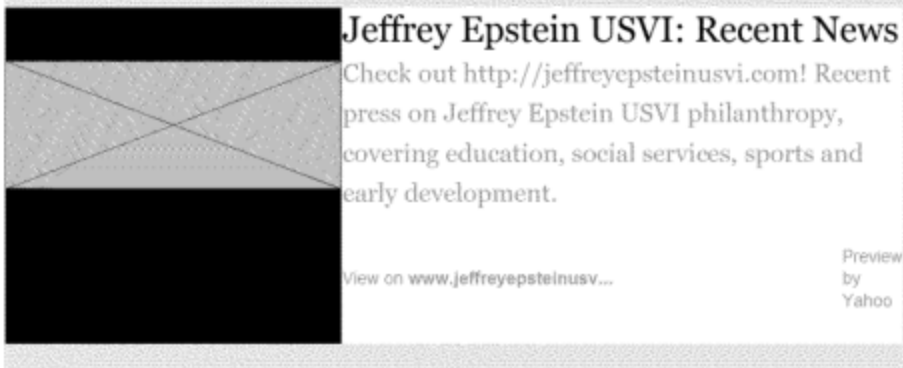 Jeffrey Epstein USVI: Recent News
Check out http://jeffreyepsteinusvi.com! Recent
press on Jeffrey Epstein USVI philanthropy,
covering education, social services, sports and
early development.
View on www.jeffreyepsteinusv...
Preview
by
Yahoo